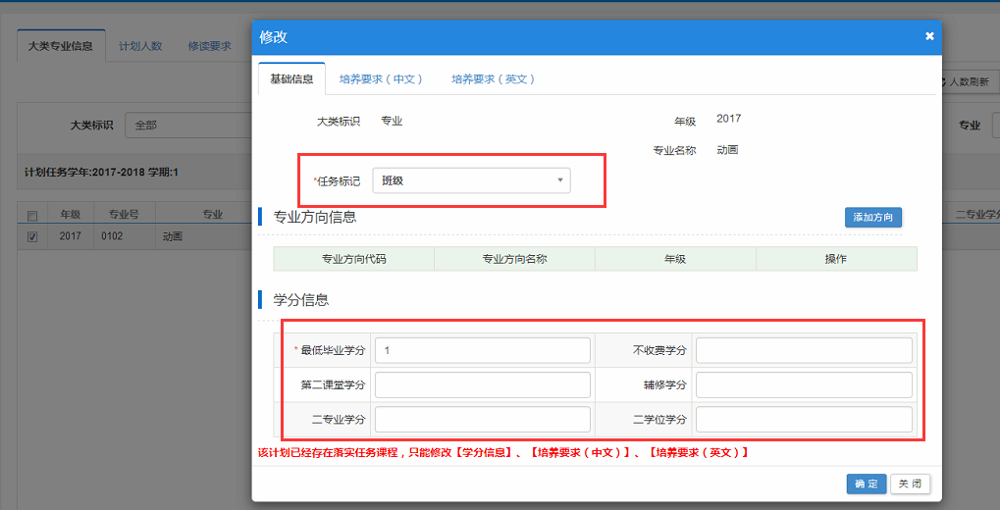 大类专业信息 计划人数 修读要求
修改
人数刷新
基础信息 培养要求（中文） 培养要求（英文）
大类标识 全部
专业
大类标识 专业 年级 2017
专业名称 动画
*任务标记 班级
计划任务学年:2017-2018 学期:1
年级 专业号 专业
二专业学
2017 0102 动画
专业方向信息 添加方向
专业方向代码 专业方向名称 年级 操作
学分信息
*最低毕业学分 1 不收费学分
第二课堂学分 辅修学分
二专业学分 二学位学分
该计划已经存在落实任务课程，只能修改【学分信息】、【培养要求（中文）】、【培养要求（英文）】
确 定 关 闭